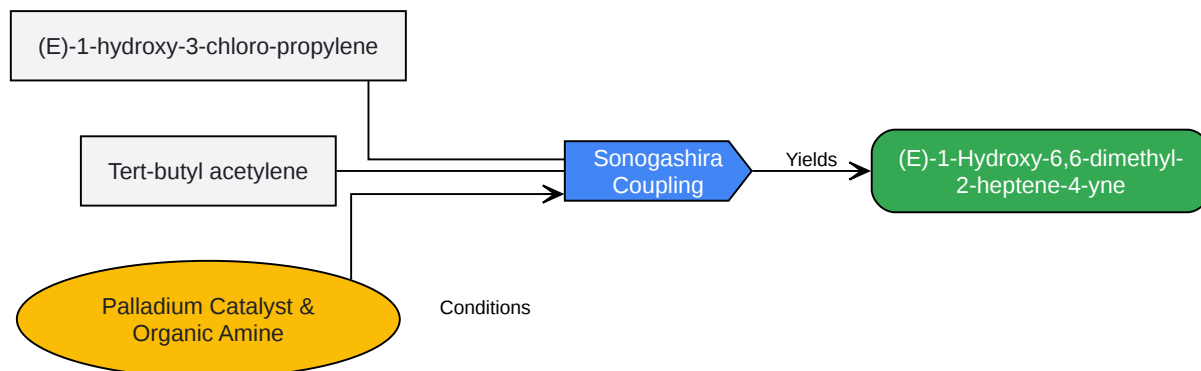 (E)-1-hydroxy-3-chloro-propylene
Tert-butyl acetylene
Palladium Catalyst &
Organic Amine
Conditions
Sonogashira
Coupling
Yields
(E)-1-Hydroxy-6,6-dimethyl-
2-heptene-4-yne